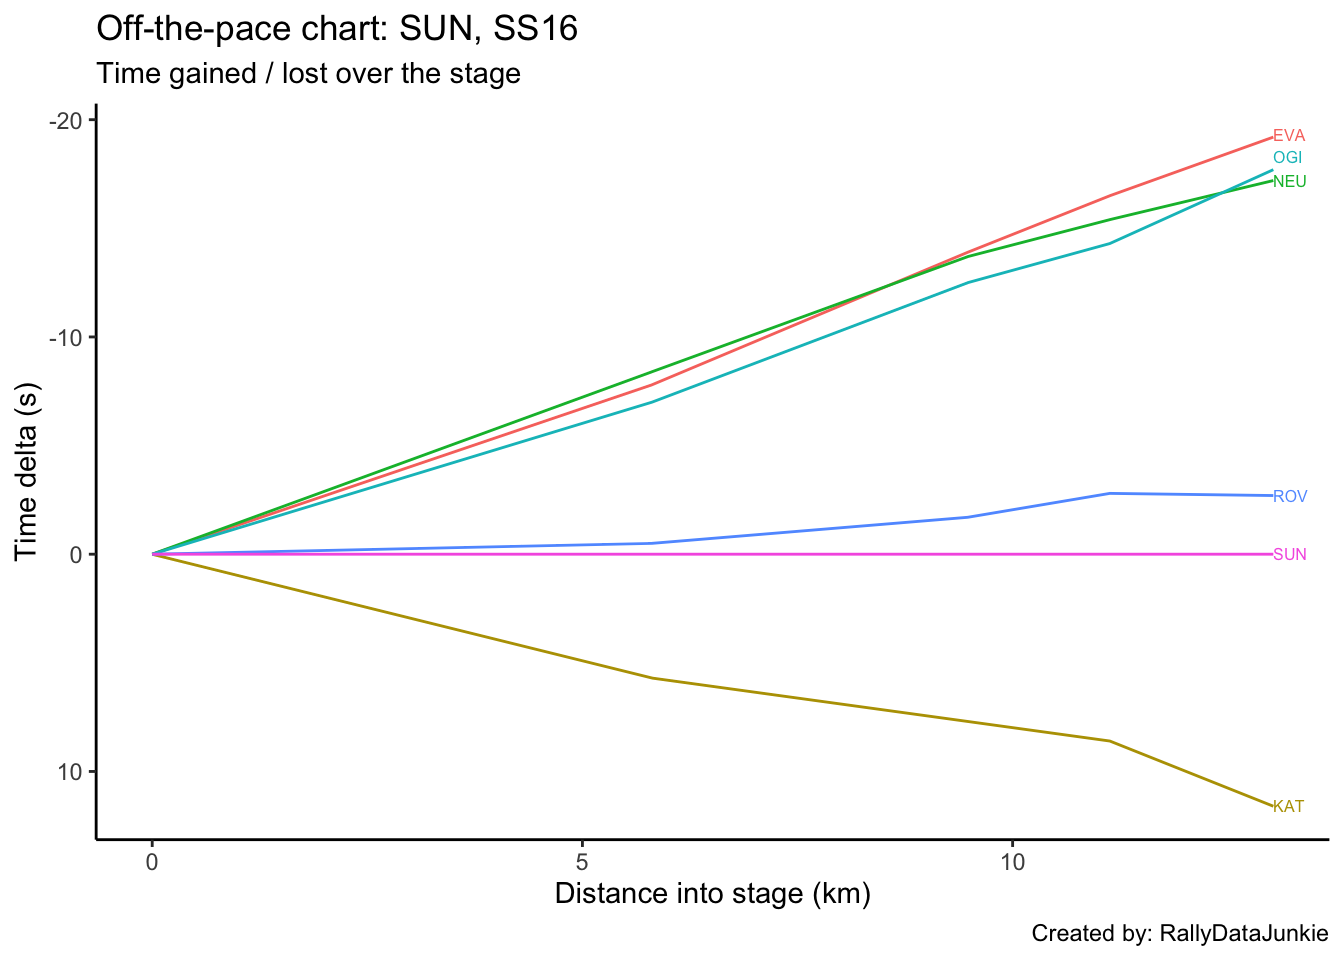 Off-the-pace chart: SUN, SS16
Time gained / lost over the stage
-20
-10
0
10
Time delta (s)
EVA
OGI
NEU
ROV
SUN
KAT
0 5 10
Distance into stage (km)
Created by: RallyDataJunkie